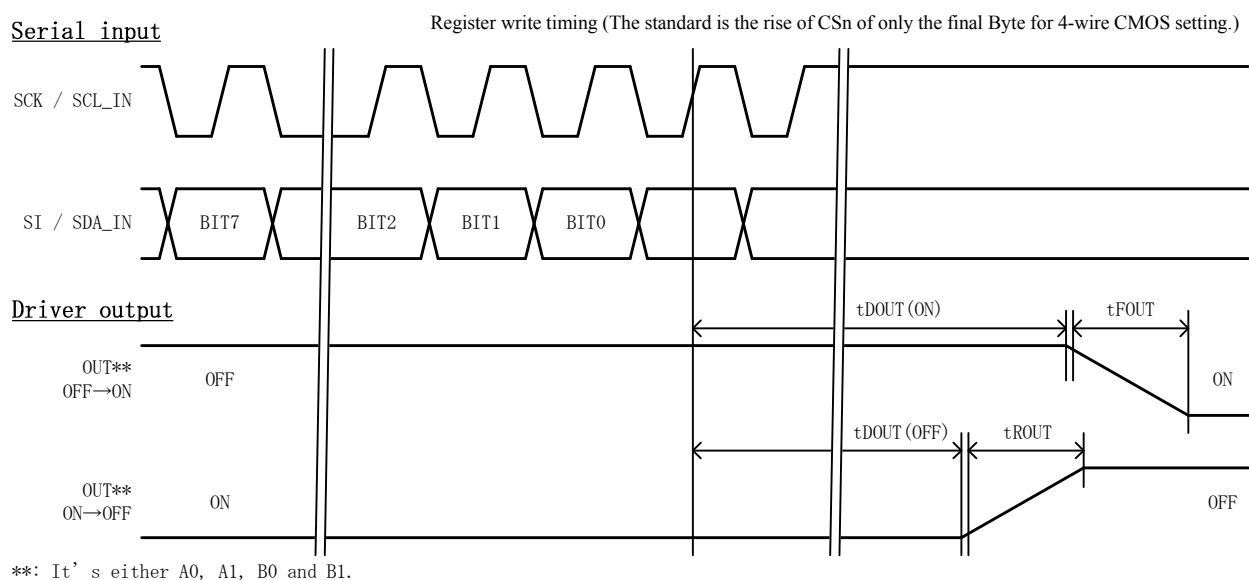 Register write timing (The standard is the rise of CSn of only the final Byte for 4-wire CMOS setting.)
Serial input
SCK / SCL_IN
SI / SDA_IN
BIT7
BIT2
BIT1
BIT0
Driver output
tDOUT(ON)
tFOUT
OUT**
OFF→ON
OFF
ON
tDOUT(OFF)
tROUT
OUT**
ON→OFF
ON
OFF
**: It's either A0, A1, B0 and B1.